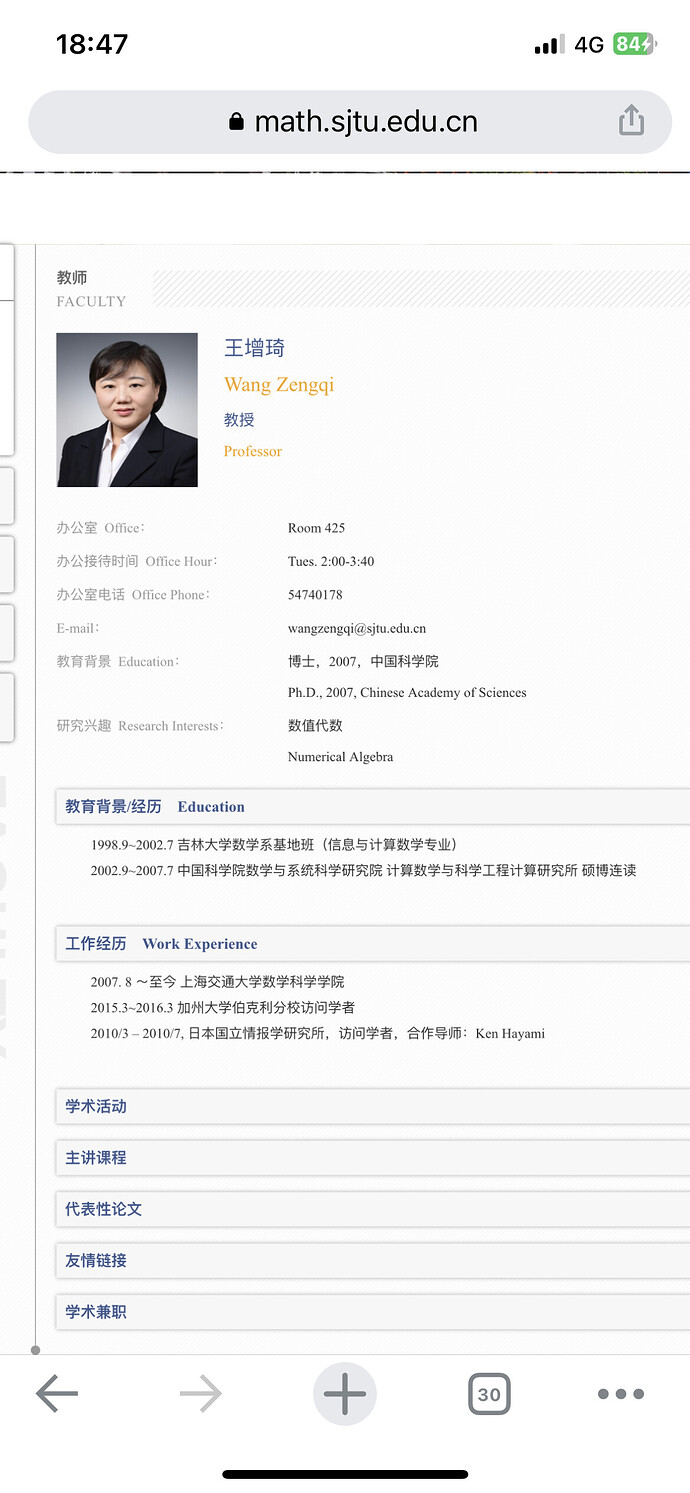 18:47
4G 84
math.sjtu.edu.cn
教师
FACULTY
王增琦
Wang Zengqi
教授
Professor
办公室 Office: Room 425
办公接待时间 Office Hour: Tues. 2:00-3:40
办公室电话 Office Phone: 54740178
E-mail: wangzengqi@sjtu.edu.cn
教育背景 Education: 博士，2007，中国科学院
Ph.D., 2007, Chinese Academy of Sciences
研究兴趣 Research Interests: 数值代数
Numerical Algebra
教育背景/经历 Education
1998.9~2002.7 吉林大学数学系基地班（信息与计算数学专业）
2002.9~2007.7 中国科学院数学与系统科学研究院 计算数学与科学工程计算研究所 硕博连读
工作经历 Work Experience
2007. 8 ～至今 上海交通大学数学科学学院
2015.3~2016.3 加州大学伯克利分校访问学者
2010/3 – 2010/7, 日本国立情报学研究所，访问学者，合作导师：Ken Hayami
学术活动
主讲课程
代表性论文
友情链接
学术兼职
30